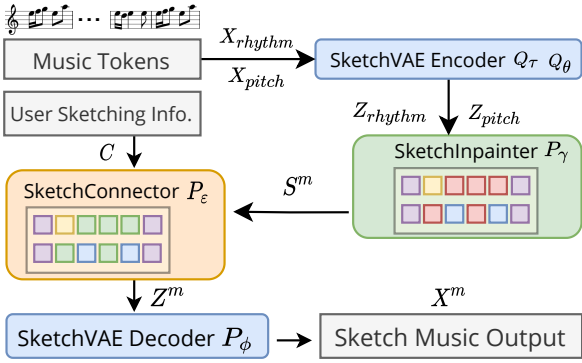 Music Tokens
X_rhythm
X_pitch
SketchVAE Encoder Q_τ Q_θ
User Sketching Info.
C
Z_rhythm Z_pitch
SketchInpainter P_γ
SketchConnector P_ε
S^m
Z^m
X^m
SketchVAE Decoder P_ϕ
Sketch Music Output